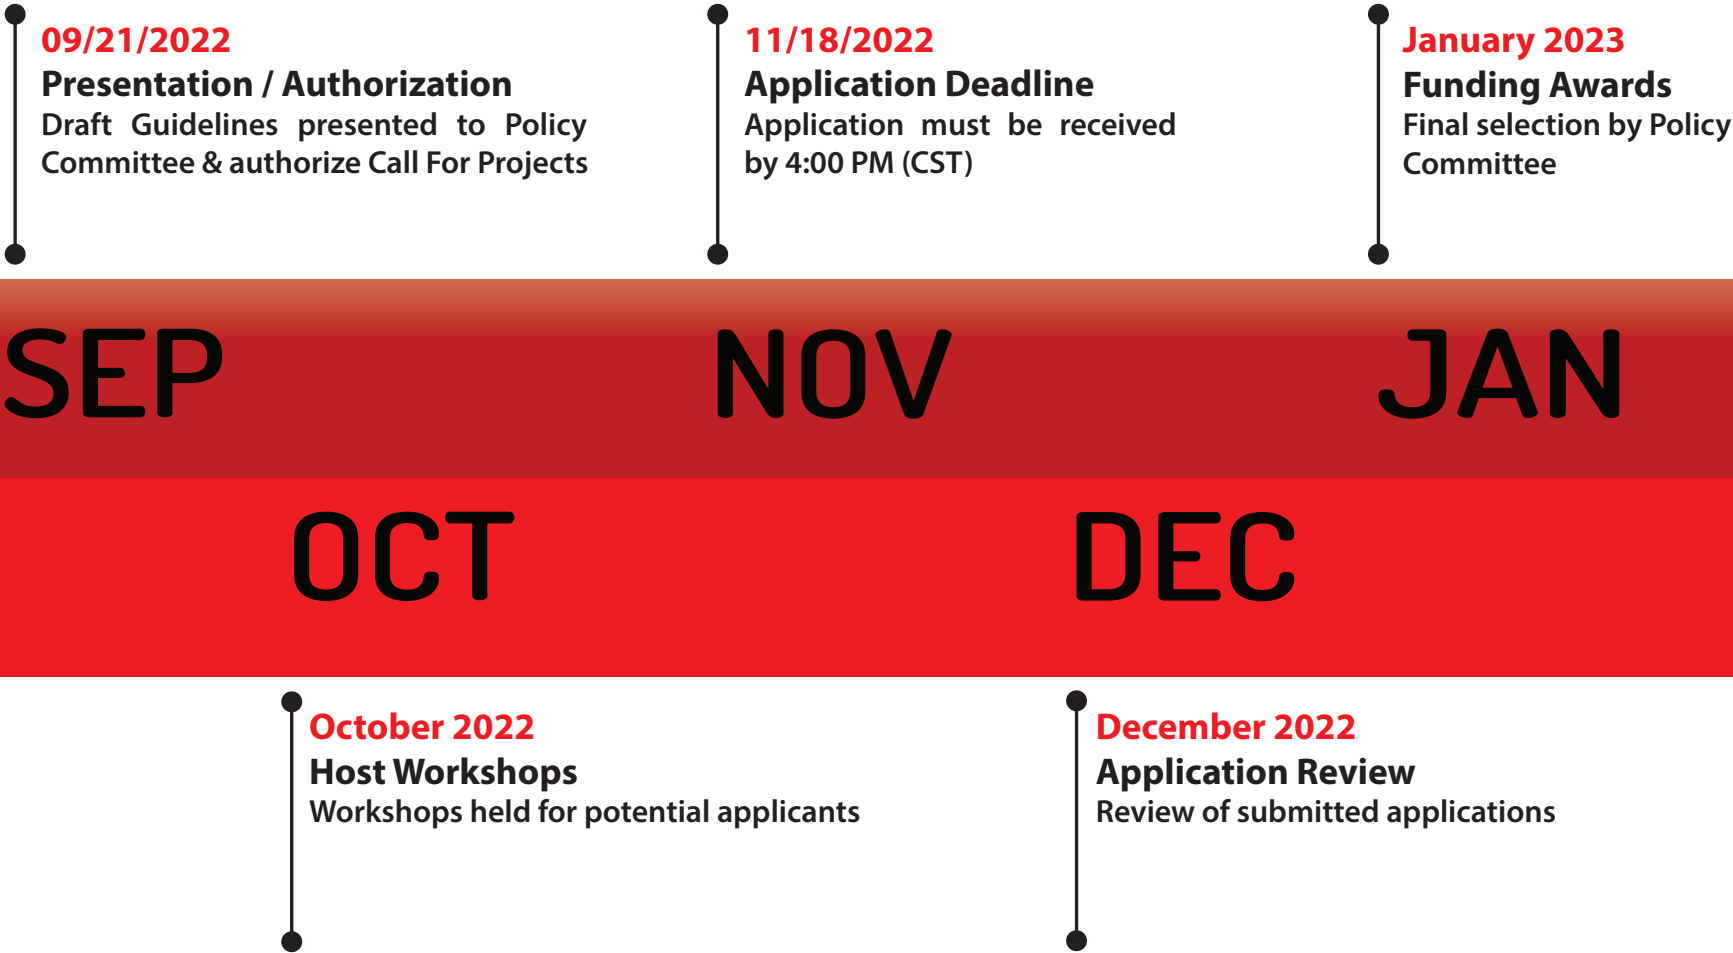 09/21/2022
Presentation / Authorization
Draft Guidelines presented to Policy
Committee & authorize Call For Projects
11/18/2022
Application Deadline
Application must be received
by 4:00 PM (CST)
January 2023
Funding Awards
Final selection by Policy
Committee
SEP
NOV
JAN
OCT
DEC
October 2022
Host Workshops
Workshops held for potential applicants
December 2022
Application Review
Review of submitted applications